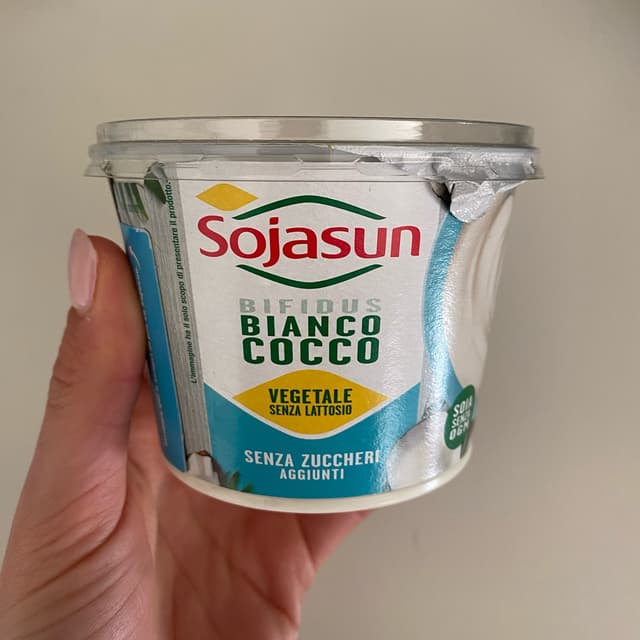 Sojasun
BIFIDUS
BIANCO
COCCO
VEGETALE
SENZA LATTOSIO
SENZA ZUCCHERI
AGGIUNTI
SOIA
SENZA
OGM
L'immagine ha il solo scopo di presentare il prodotto.